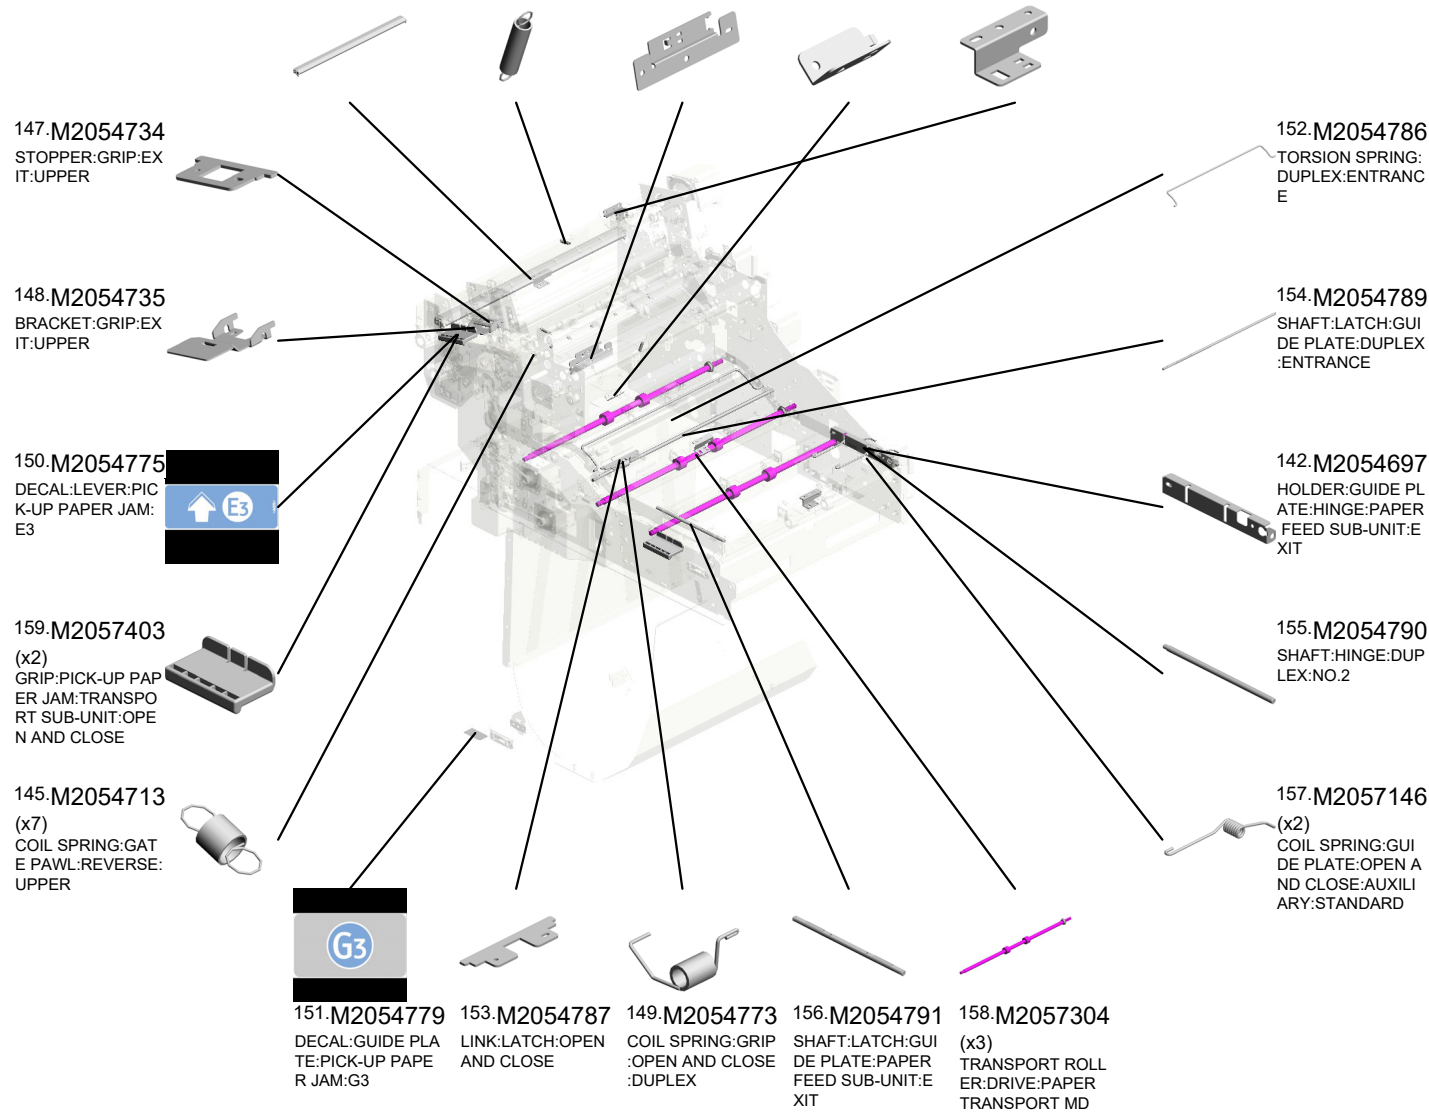 147.M2054734
STOPPER:GRIP:EX
IT:UPPER
148.M2054735
BRACKET:GRIP:EX
IT:UPPER
150.M2054775
DECAL:LEVER:PIC
K-UP PAPER JAM:
E3
E3
159.M2057403
(x2)
GRIP:PICK-UP PAP
ER JAM:TRANSPO
RT SUB-UNIT:OPE
N AND CLOSE
145.M2054713
(x7)
COIL SPRING:GAT
E PAWL:REVERSE:
UPPER
G3
151.M2054779
DECAL:GUIDE PLA
TE:PICK-UP PAPE
R JAM:G3
153.M2054787
LINK:LATCH:OPEN
AND CLOSE
149.M2054773
COIL SPRING:GRIP
:OPEN AND CLOSE
:DUPLEX
156.M2054791
SHAFT:LATCH:GUI
DE PLATE:PAPER
FEED SUB-UNIT:E
XIT
158.M2057304
(x3)
TRANSPORT ROLL
ER:DRIVE:PAPER
TRANSPORT MD
152.M2054786
TORSION SPRING:
DUPLEX:ENTRANC
E
154.M2054789
SHAFT:LATCH:GUI
DE PLATE:DUPLEX
:ENTRANCE
142.M2054697
HOLDER:GUIDE PL
ATE:HINGE:PAPER
FEED SUB-UNIT:E
XIT
155.M2054790
SHAFT:HINGE:DUP
LEX:NO.2
157.M2057146
(x2)
COIL SPRING:GUI
DE PLATE:OPEN A
ND CLOSE:AUXILI
ARY:STANDARD